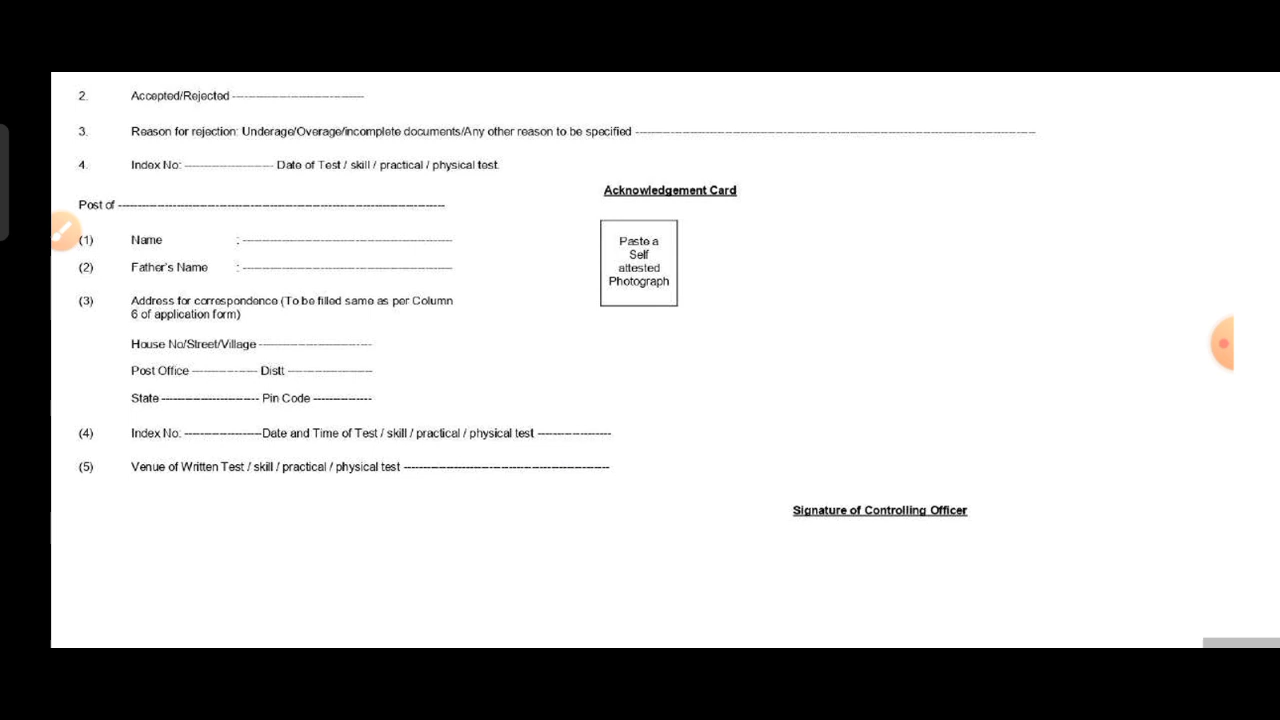 2. Accepted/Rejected --------------------------------
3. Reason for rejection: Underage/Overage/incomplete documents/Any other reason to be specified --------------------------------
4. Index No: ---------------------- Date of Test / skill / practical / physical test.
Acknowledgement Card
Post of --------------------------------
(1) Name : --------------------------------
(2) Father's Name : --------------------------------
Paste a
Self
attested
Photograph
(3) Address for correspondence (To be filled same as per Column
6 of application form)
House No/Street/Village ----------------------------
Post Office ---------------- Distt ---------------------
State ------------------------ Pin Code ---------------
(4) Index No: -------------------Date and Time of Test / skill / practical / physical test ------------------
(5) Venue of Written Test / skill / practical / physical test --------------------------------
Signature of Controlling Officer